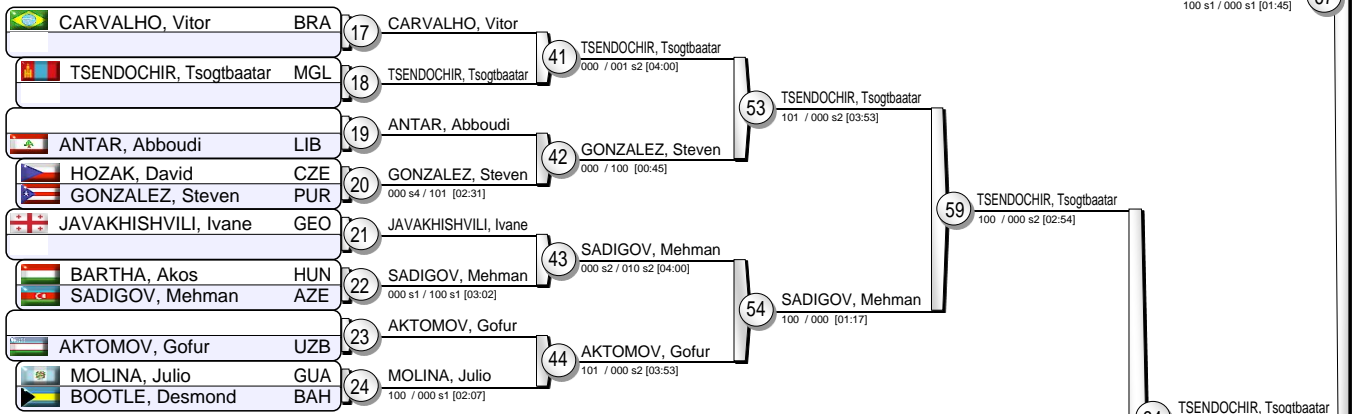 100 s1 / 000 s1 [01:45]
CARVALHO, Vitor BRA
17
CARVALHO, Vitor
41
TSENDOCHIR, Tsogtbaatar
000 / 001 s2 [04:00]
TSENDOCHIR, Tsogtbaatar MGL
18
TSENDOCHIR, Tsogtbaatar
53
TSENDOCHIR, Tsogtbaatar
101 / 000 s2 [03:53]
ANTAR, Abboudi LIB
19
ANTAR, Abboudi
42
GONZALEZ, Steven
000 / 100 [00:45]
HOZAK, David CZE
GONZALEZ, Steven PUR
20
GONZALEZ, Steven
000 s4 / 101 [02:31]
59
TSENDOCHIR, Tsogtbaatar
100 / 000 s2 [02:54]
JAVAKHISHVILI, Ivane GEO
21
JAVAKHISHVILI, Ivane
43
SADIGOV, Mehman
000 s2 / 010 s2 [04:00]
BARTHA, Akos HUN
SADIGOV, Mehman AZE
22
SADIGOV, Mehman
000 s1 / 100 s1 [03:02]
54
SADIGOV, Mehman
100 / 000 [01:17]
AKTOMOV, Gofur UZB
23
AKTOMOV, Gofur
44
AKTOMOV, Gofur
101 / 000 s2 [03:53]
MOLINA, Julio GUA
BOOTLE, Desmond BAH
24
MOLINA, Julio
100 / 000 s1 [02:07]
TSENDOCHIR, Tsogtbaatar